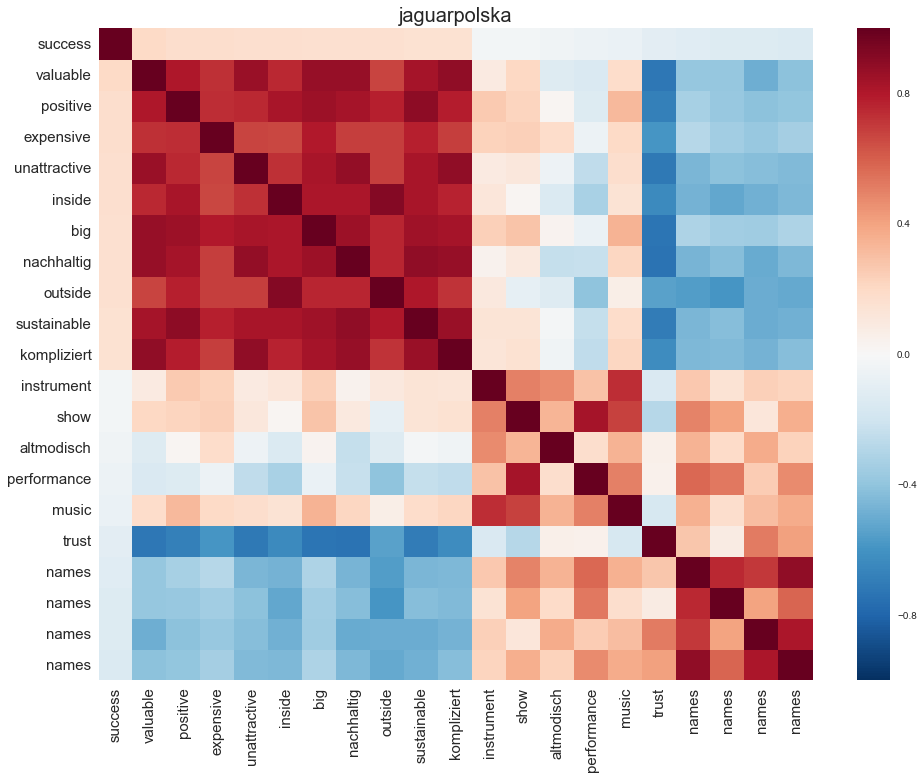 jaguarpolska
success
valuable
positive
expensive
unattractive
inside
big
nachhaltig
outside
sustainable
kompliziert
instrument
show
altmodisch
performance
music
trust
names
names
names
names
success
valuable
positive
expensive
unattractive
inside
big
nachhaltig
outside
sustainable
kompliziert
instrument
show
altmodisch
performance
music
trust
names
names
names
names
0.8
0.4
0.0
-0.4
-0.8